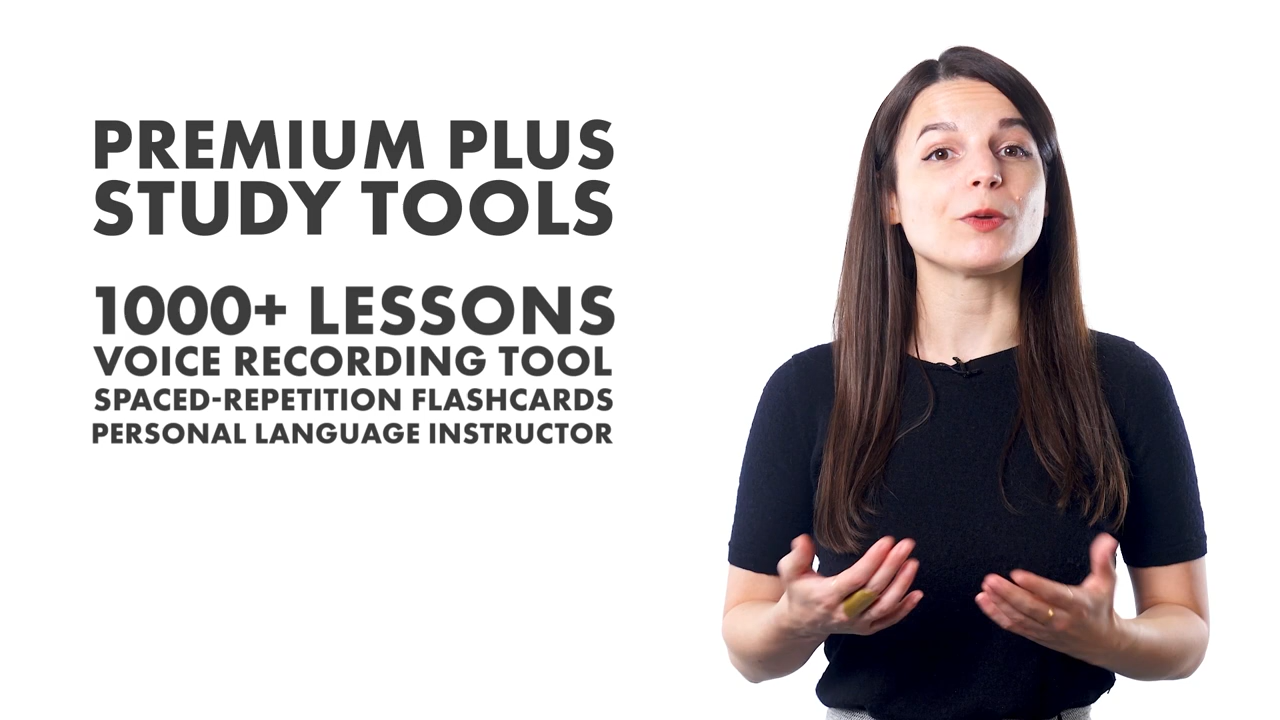 PREMIUM PLUS
STUDY TOOLS
1000+ LESSONS
VOICE RECORDING TOOL
SPACED-REPETITION FLASHCARDS
PERSONAL LANGUAGE INSTRUCTOR